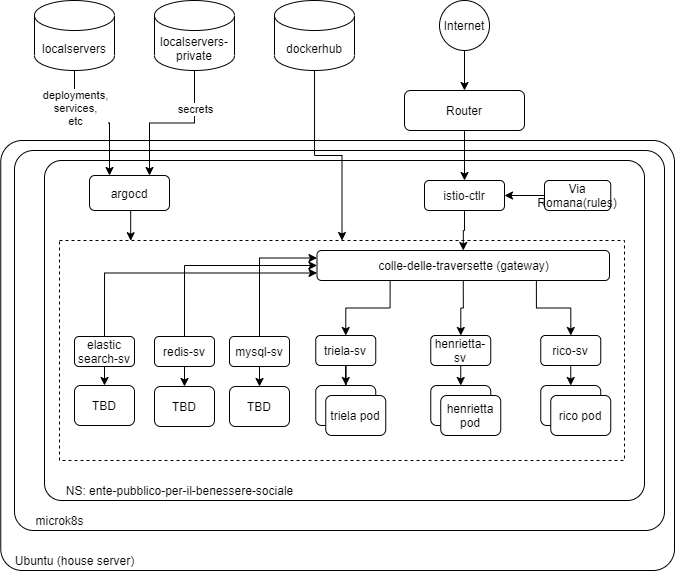 localservers
localservers-
private
dockerhub
Internet
deployments,
services,
etc
secrets
Router
argocd
istio-ctlr
Via
Romana(rules)
colle-delle-traversette (gateway)
elastic
search-sv
redis-sv
mysql-sv
triela-sv
henrietta-
sv
rico-sv
TBD
TBD
TBD
triela pod
henrietta
pod
rico pod
NS: ente-pubblico-per-il-benessere-sociale
microk8s
Ubuntu (house server)